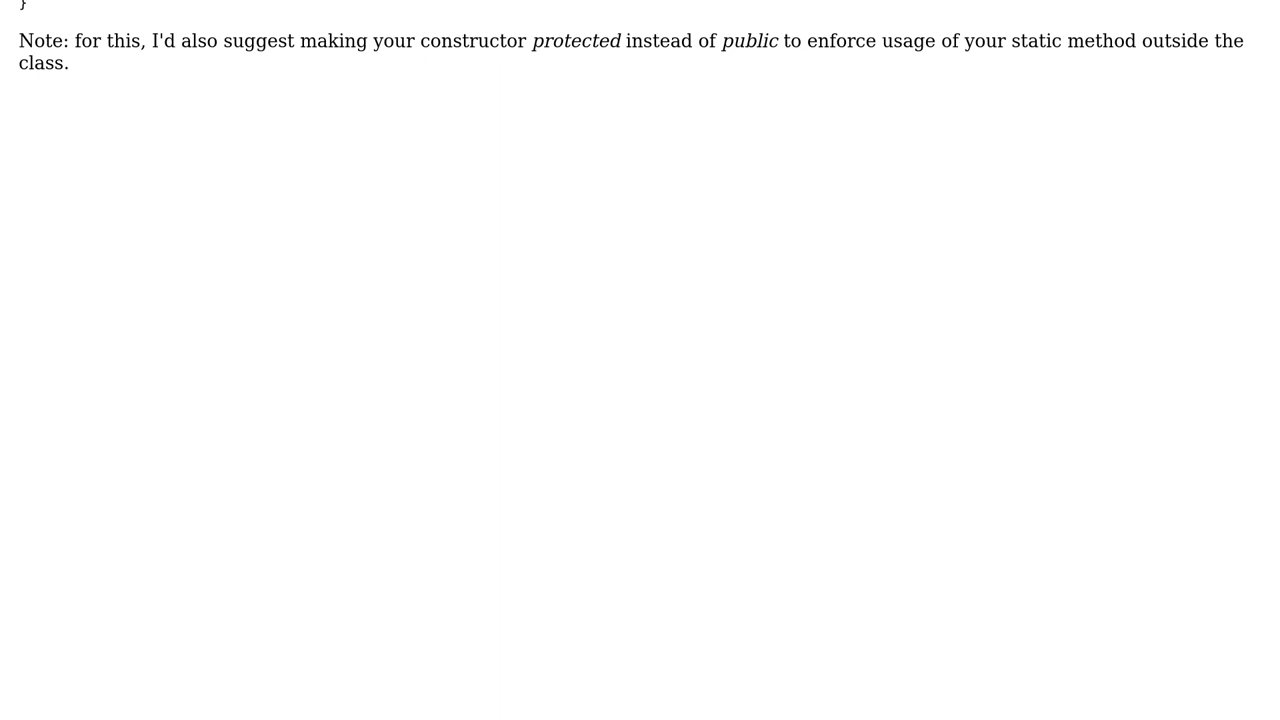 }
Note: for this, I'd also suggest making your constructor protected instead of public to enforce usage of your static method outside the
class.